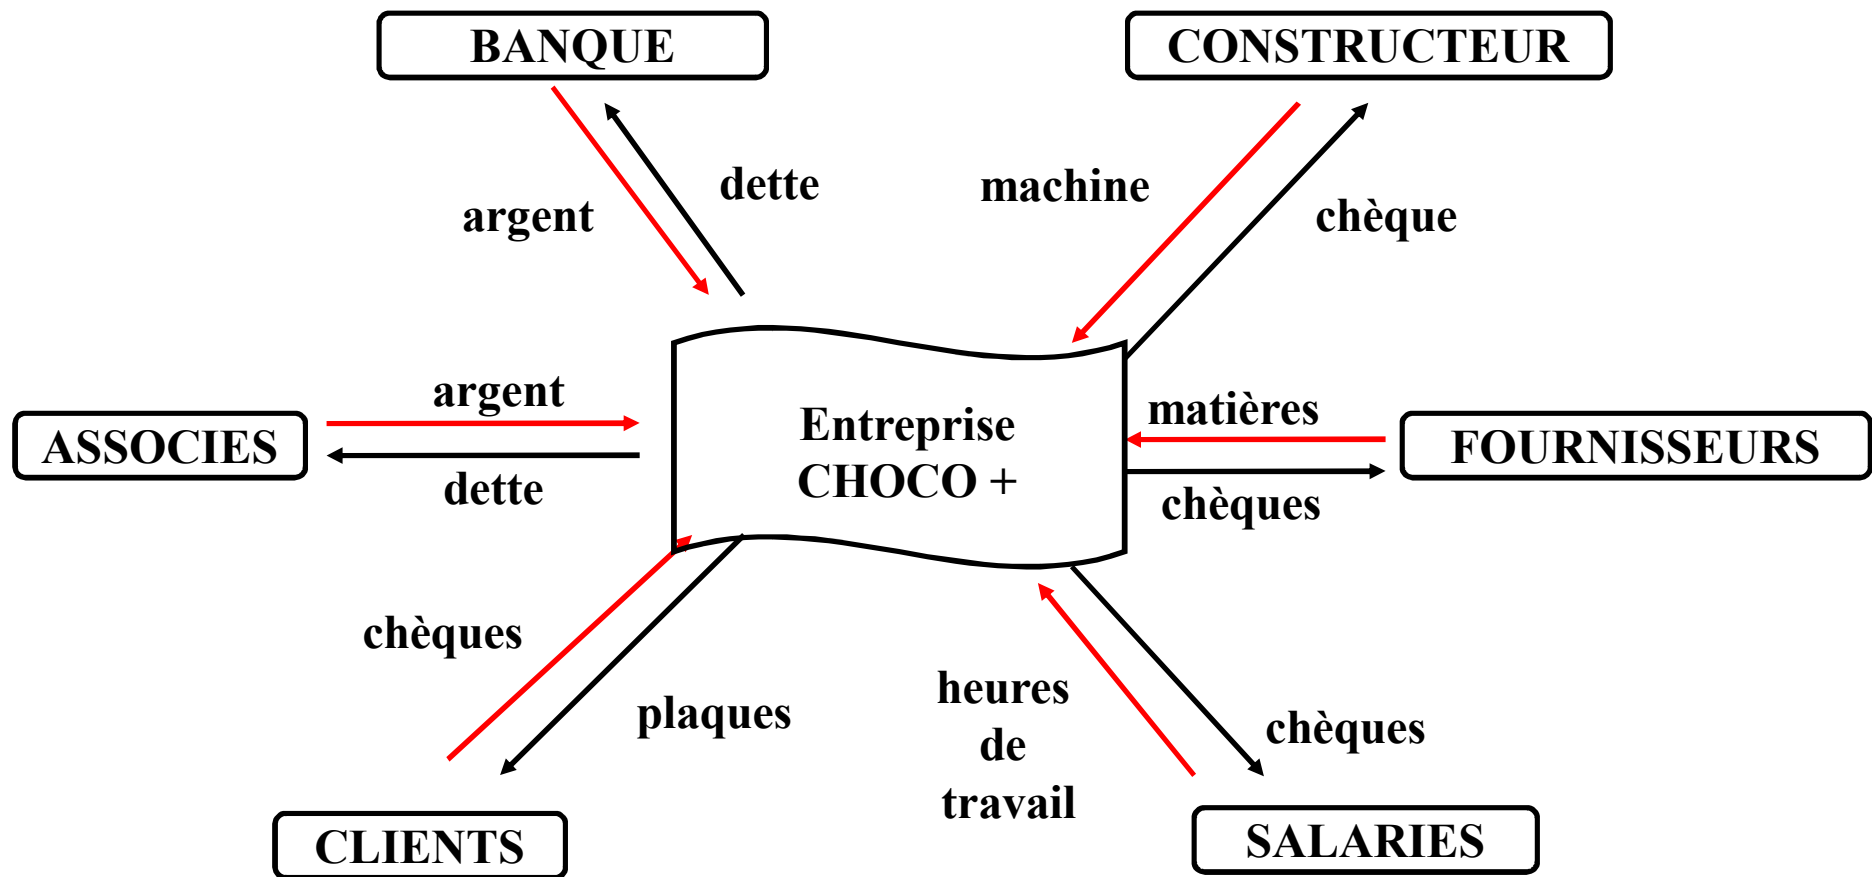 BANQUE
CONSTRUCTEUR
argent
dette
machine
chèque
ASSOCIES
argent
dette
Entreprise
CHOCO +
matières
chèques
FOURNISSEURS
chèques
plaques
heures
de
travail
chèques
CLIENTS
SALARIES